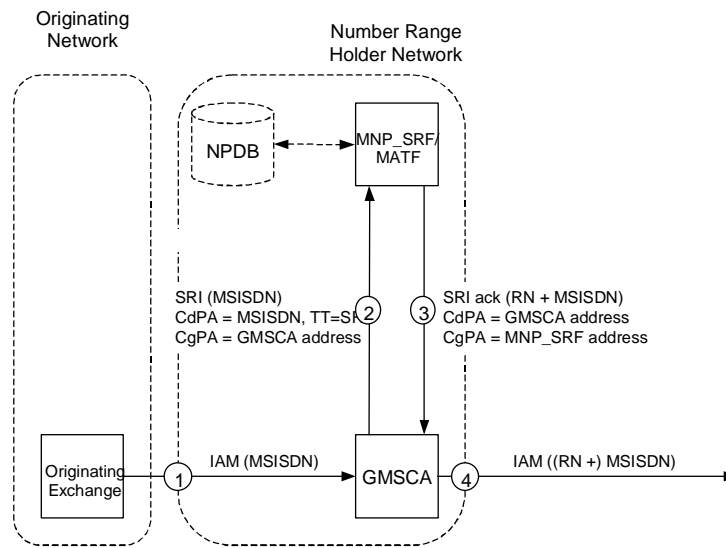 Originating
Network
Number Range
Holder Network
NPDB
MNP_SRF/
MATF
SRI (MSISDN)
CdPA = MSISDN, TT=SR
CgPA = GMSCA address
2
3
SRI ack (RN + MSISDN)
CdPA = GMSCA address
CgPA = MNP_SRF address
Originating
Exchange
1
IAM (MSISDN)
GMSCA
4
IAM ((RN +) MSISDN)